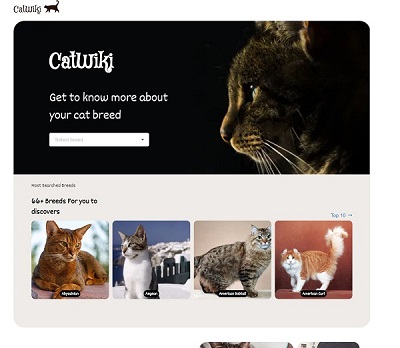 CatWiki
CatWiki
Get to know more about
your cat breed
Select breed
Most Searched Breeds
66+ Breeds For you to
discovers
Top 10 →
Abyssinian
Aegean
American Bobtail
American Curl